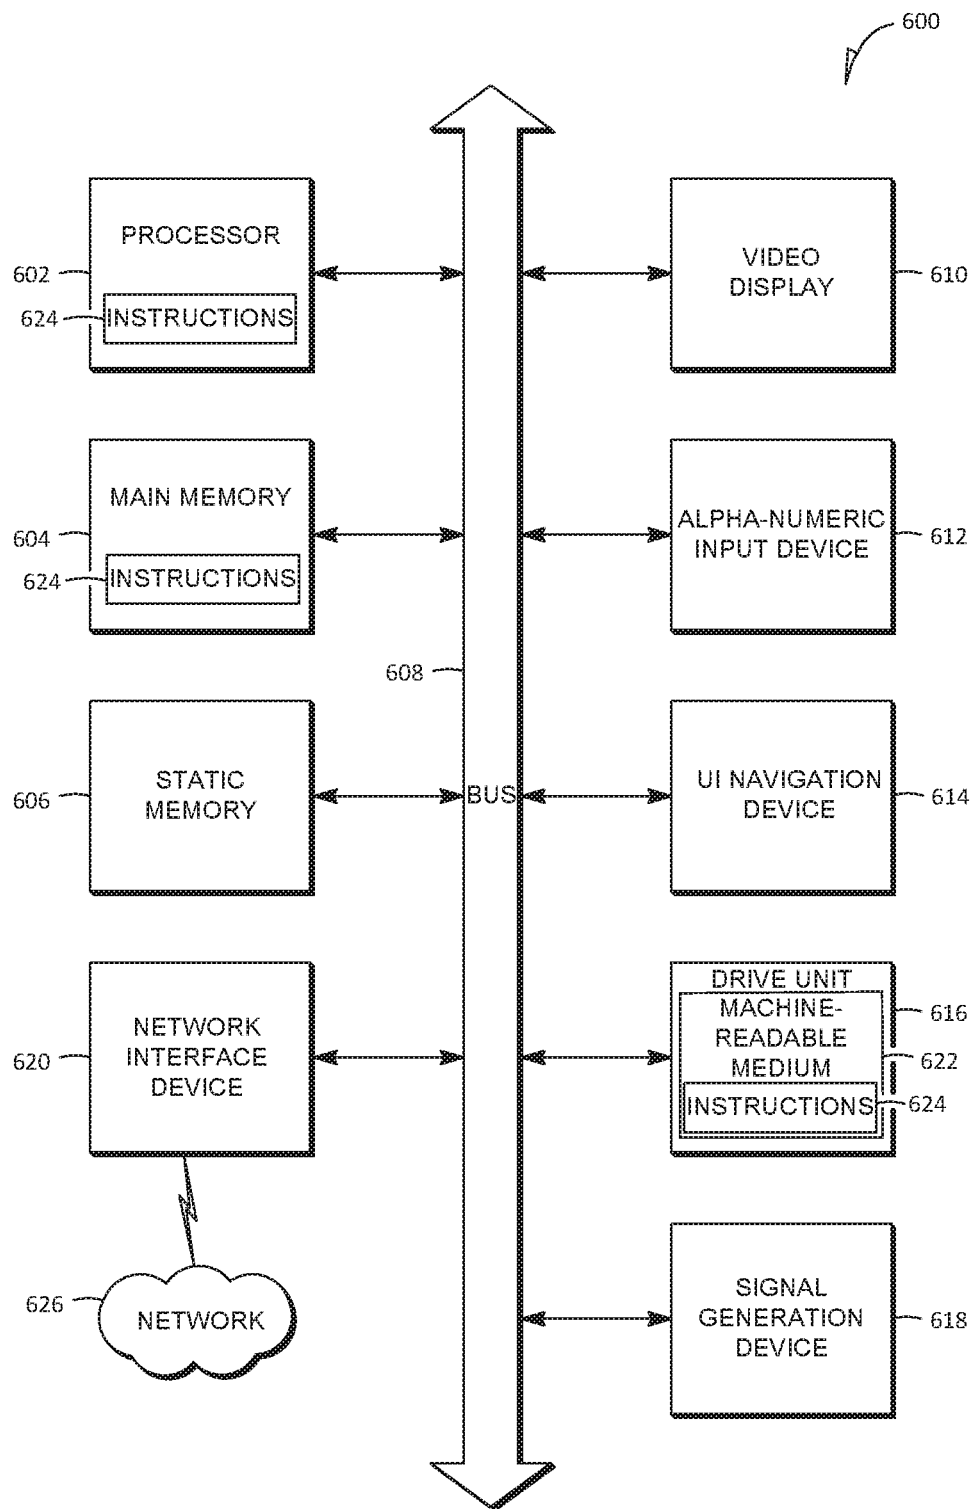 600
PROCESSOR
602
624
INSTRUCTIONS
VIDEO
DISPLAY
610
MAIN MEMORY
604
624
INSTRUCTIONS
ALPHA-NUMERIC
INPUT DEVICE
612
608
STATIC
MEMORY
606
BUS
UI NAVIGATION
DEVICE
614
NETWORK
INTERFACE
DEVICE
620
DRIVE UNIT
616
MACHINE-
READABLE
MEDIUM
622
INSTRUCTIONS
624
626
NETWORK
SIGNAL
GENERATION
DEVICE
618